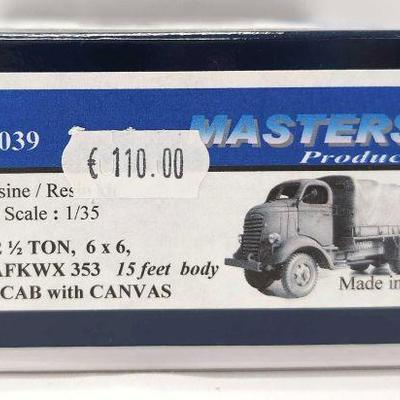 039
MASTERS
Produc
€ 110.00
sine / Res
Scale : 1/35
2 ½ TON, 6 x 6,
AFKWX 353 15 feet body
CAB with CANVAS
Made in